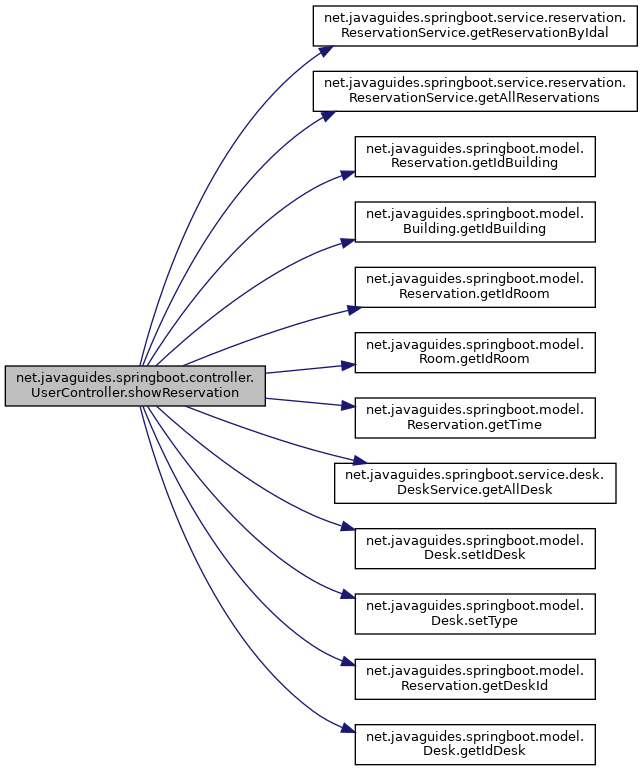 net.javaguides.springboot.service.reservation.
ReservationService.getReservationByIdal
net.javaguides.springboot.service.reservation.
ReservationService.getAllReservations
net.javaguides.springboot.model.
Reservation.getIdBuilding
net.javaguides.springboot.model.
Building.getIdBuilding
net.javaguides.springboot.model.
Reservation.getIdRoom
net.javaguides.springboot.model.
Room.getIdRoom
net.javaguides.springboot.controller.
UserController.showReservation
net.javaguides.springboot.model.
Reservation.getTime
net.javaguides.springboot.service.desk.
DeskService.getAllDesk
net.javaguides.springboot.model.
Desk.setIdDesk
net.javaguides.springboot.model.
Desk.setType
net.javaguides.springboot.model.
Reservation.getDeskId
net.javaguides.springboot.model.
Desk.getIdDesk